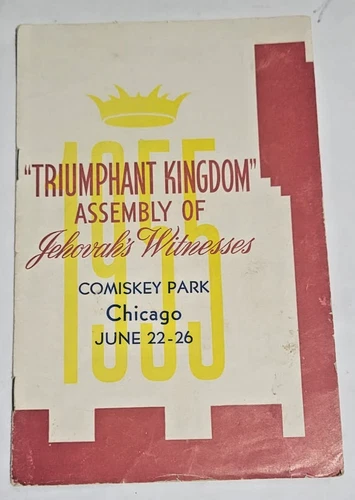 1955
"TRIUMPHANT KINGDOM"
ASSEMBLY OF
Jehovah's Witnesses
COMISKEY PARK
Chicago
JUNE 22-26